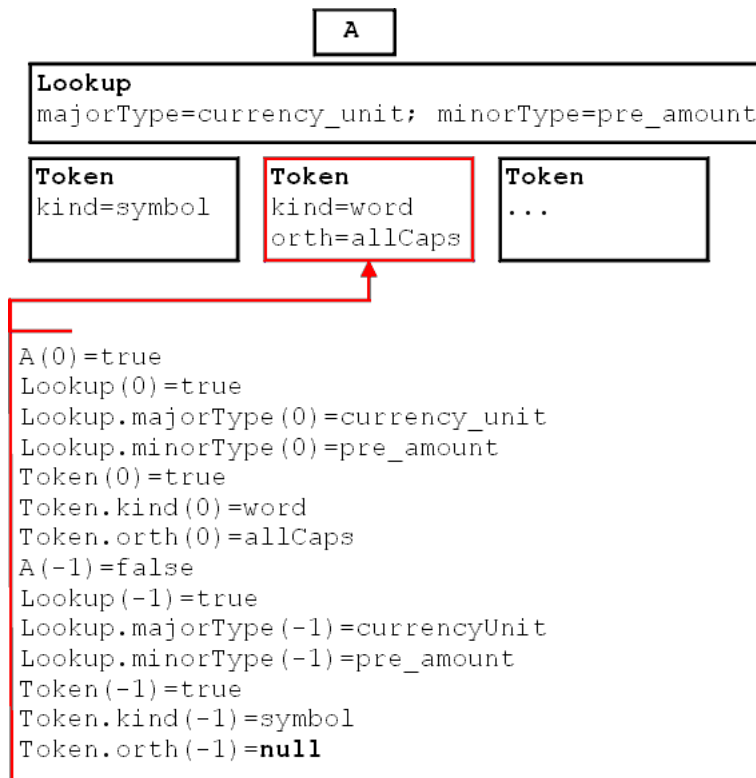 A
Lookup
majorType=currency_unit; minorType=pre_amount
Token Token Token
kind=symbol kind=word ...
orth=allCaps
A(0)=true
Lookup(0)=true
Lookup.majorType(0)=currency_unit
Lookup.minorType(0)=pre_amount
Token(0)=true
Token.kind(0)=word
Token.orth(0)=allCaps
A(-1)=false
Lookup(-1)=true
Lookup.majorType(-1)=currencyUnit
Lookup.minorType(-1)=pre_amount
Token(-1)=true
Token.kind(-1)=symbol
Token.orth(-1)=null